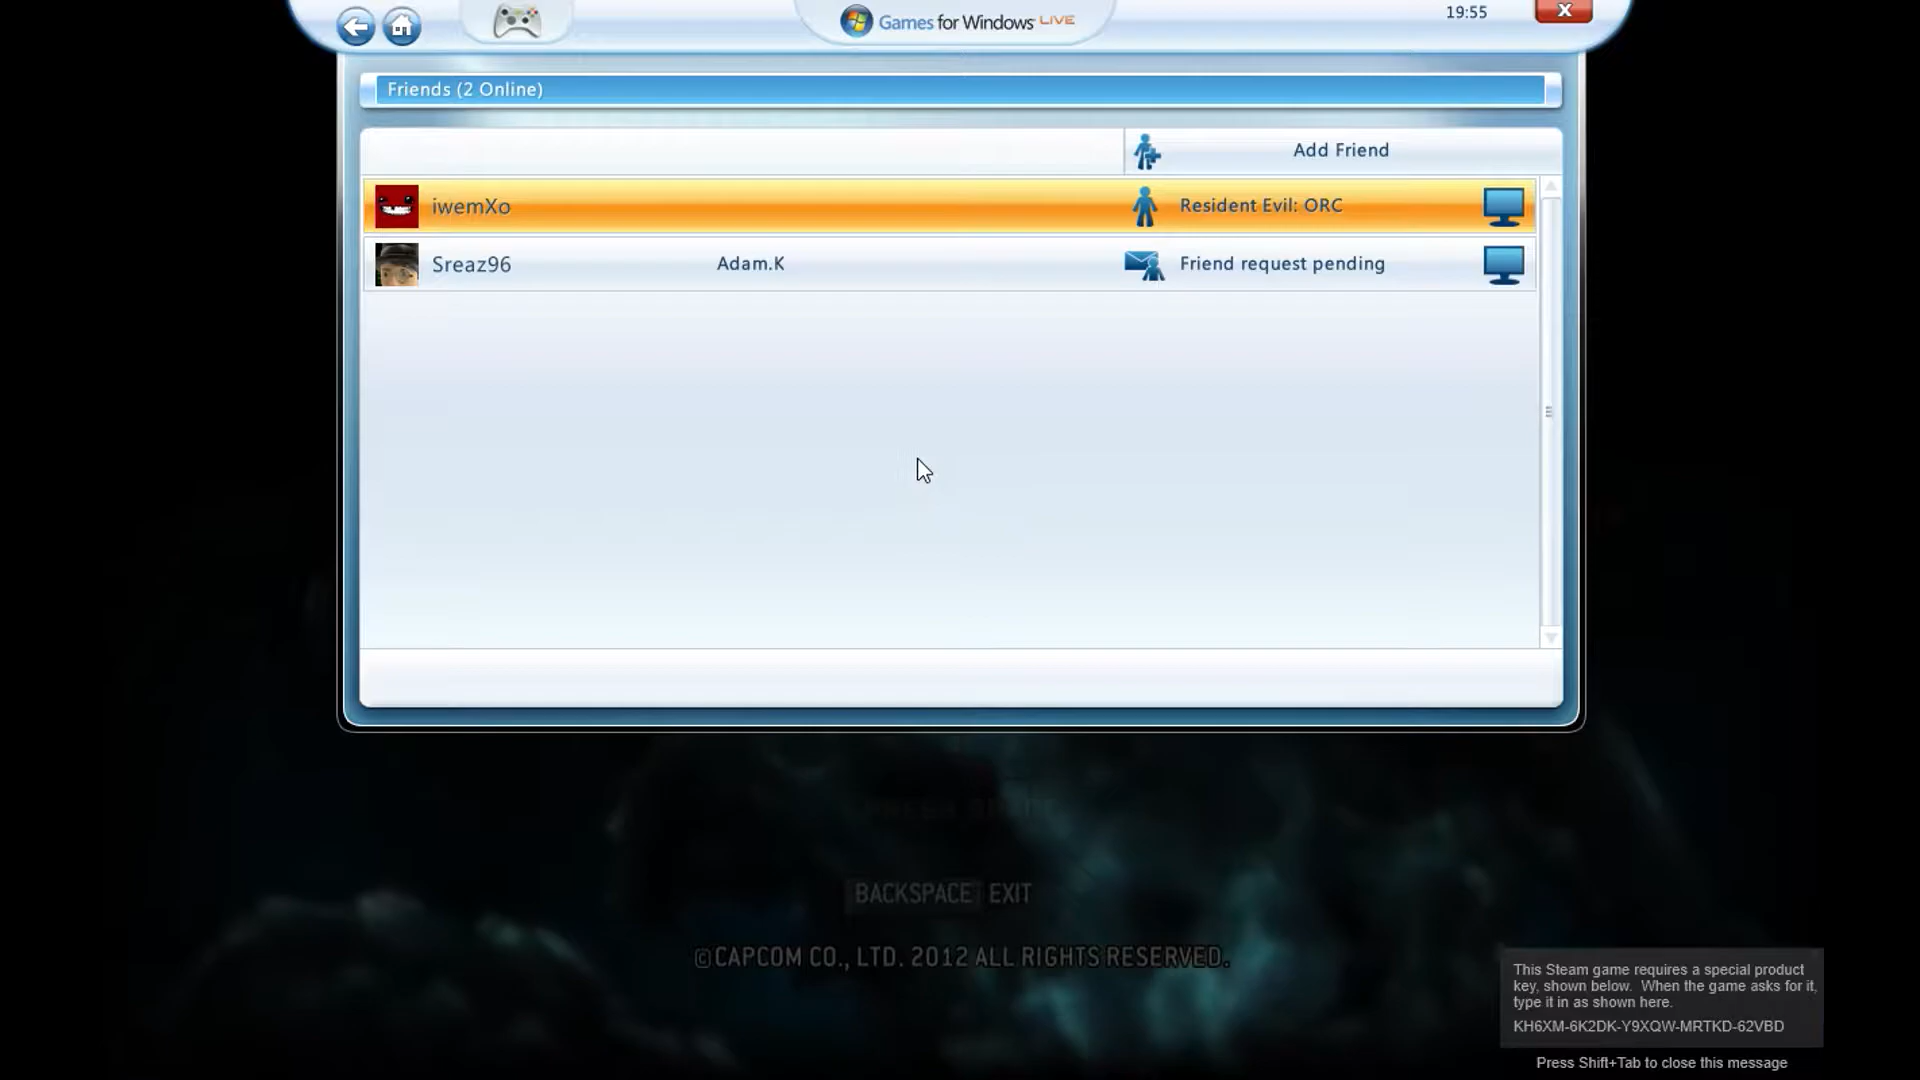 Games for Windows LIVE
19:55
X
Friends (2 Online)
Add Friend
iwemXo Resident Evil: ORC
Sreaz96 Adam.K Friend request pending
BACKSPACE EXIT
©CAPCOM CO., LTD. 2012 ALL RIGHTS RESERVED.
This Steam game requires a special product
key, shown below. When the game asks for it,
type it in as shown here.
KH6XM-6K2DK-Y9XQW-MRTKD-62VBD
Press Shift+Tab to close this message